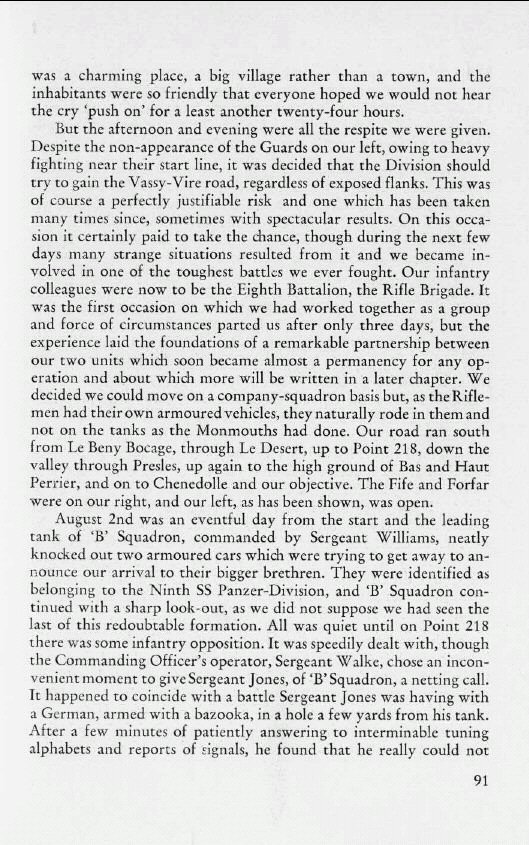 was a charming place, a big village rather than a town, and the
inhabitants were so friendly that everyone hoped we would not hear
the cry ‘push on’ for a least another twenty-four hours.
But the afternoon and evening were all the respite we were given.
Despite the non-appearance of the Guards on our left, owing to heavy
fighting near their start line, it was decided that the Division should
try to gain the Vassy-Vire road, regardless of exposed flanks. This was
of course a perfectly justifiable risk and one which has been taken
many times since, sometimes with spectacular results. On this occa-
sion it certainly paid to take the chance, though during the next few
days many strange situations resulted from it and we became in-
volved in one of the toughest battles we ever fought. Our infantry
colleagues were now to be the Eighth Battalion, the Rifle Brigade. It
was the first occasion on which we had worked together as a group
and force of circumstances parted us after only three days, but the
experience laid the foundations of a remarkable partnership between
our two units which soon became almost a permanency for any op-
eration and about which more will be written in a later chapter. We
decided we could move on a company-squadron basis but, as the Rifle-
men had their own armoured vehicles, they naturally rode in them and
not on the tanks as the Monmouths had done. Our road ran south
from Le Beny Bocage, through Le Desert, up to Point 218, down the
valley through Presles, up again to the high ground of Bas and Haut
Perrier, and on to Chenedolle and our objective. The Fife and Forfar
were on our right, and our left, as has been shown, was open.
August 2nd was an eventful day from the start and the leading
tank of ‘B’ Squadron, commanded by Sergeant Williams, neatly
knocked out two armoured cars which were trying to get away to an-
nounce our arrival to their bigger brethren. They were identified as
belonging to the Ninth SS Panzer-Division, and ‘B’ Squadron con-
tinued with a sharp look-out, as we did not suppose we had seen the
last of this redoubtable formation. All was quiet until on Point 218
there was some infantry opposition. It was speedily dealt with, though
the Commanding Officer’s operator, Sergeant Walke, chose an incon-
venient moment to give Sergeant Jones, of ‘B’ Squadron, a netting call.
It happened to coincide with a battle Sergeant Jones was having with
a German, armed with a bazooka, in a hole a few yards from his tank.
After a few minutes of patiently answering to interminable tuning
alphabets and reports of signals, he found that he really could not
91